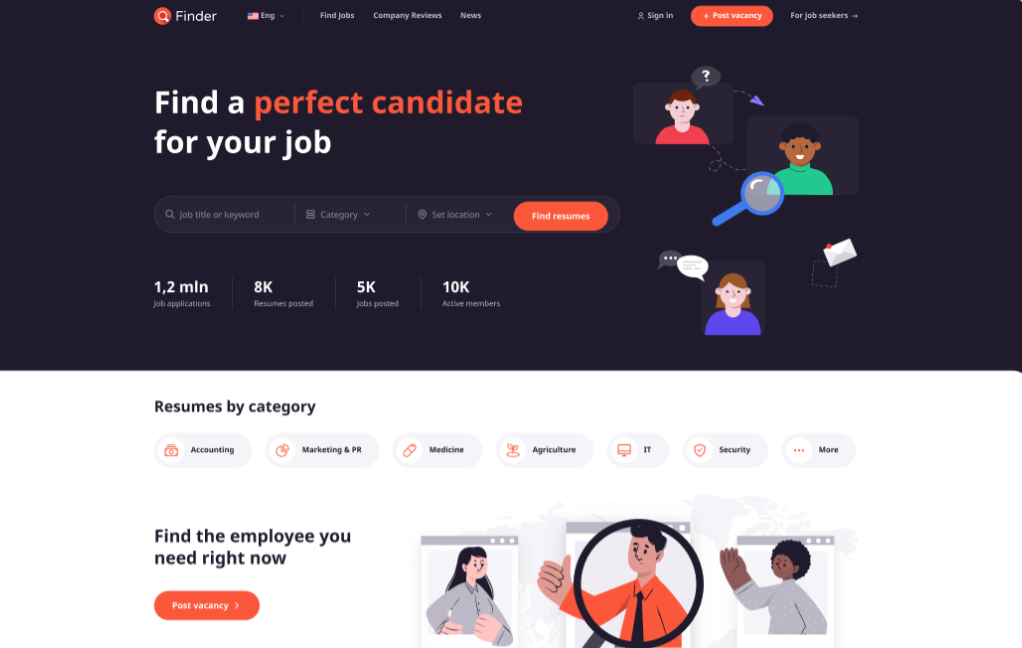 Finder
Eng
Find Jobs
Company Reviews
News
Sign in
+ Post vacancy
For job seekers →
Find a perfect candidate
for your job
?
Job title or keyword
Category
Set location
Find resumes
1,2 mln
Job applications
8K
Resumes posted
5K
Jobs posted
10K
Active members
Resumes by category
Accounting
Marketing & PR
Medicine
Agriculture
IT
Security
More
Find the employee you
need right now
Post vacancy